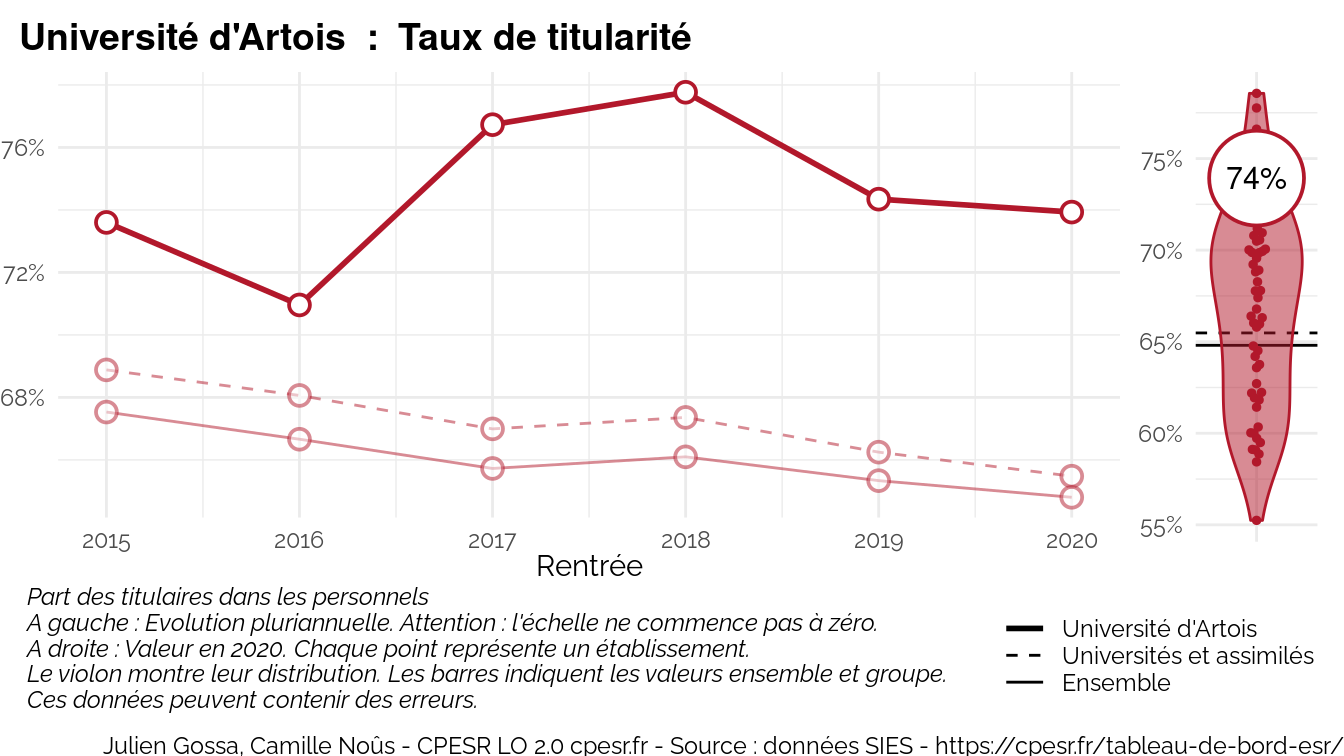 Université d'Artois : Taux de titularité
76%
72%
68%
2015 2016 2017 2018 2019 2020
Rentrée
75%
70%
65%
60%
55%
74%
Part des titulaires dans les personnels
A gauche : Evolution pluriannuelle. Attention : l'échelle ne commence pas à zéro.
A droite : Valeur en 2020. Chaque point représente un établissement.
Le violon montre leur distribution. Les barres indiquent les valeurs ensemble et groupe.
Ces données peuvent contenir des erreurs.
Université d'Artois
Universités et assimilés
Ensemble
Julien Gossa, Camille Noûs - CPESR LO 2.0 cpesr.fr - Source : données SIES - https://cpesr.fr/tableau-de-bord-esr/